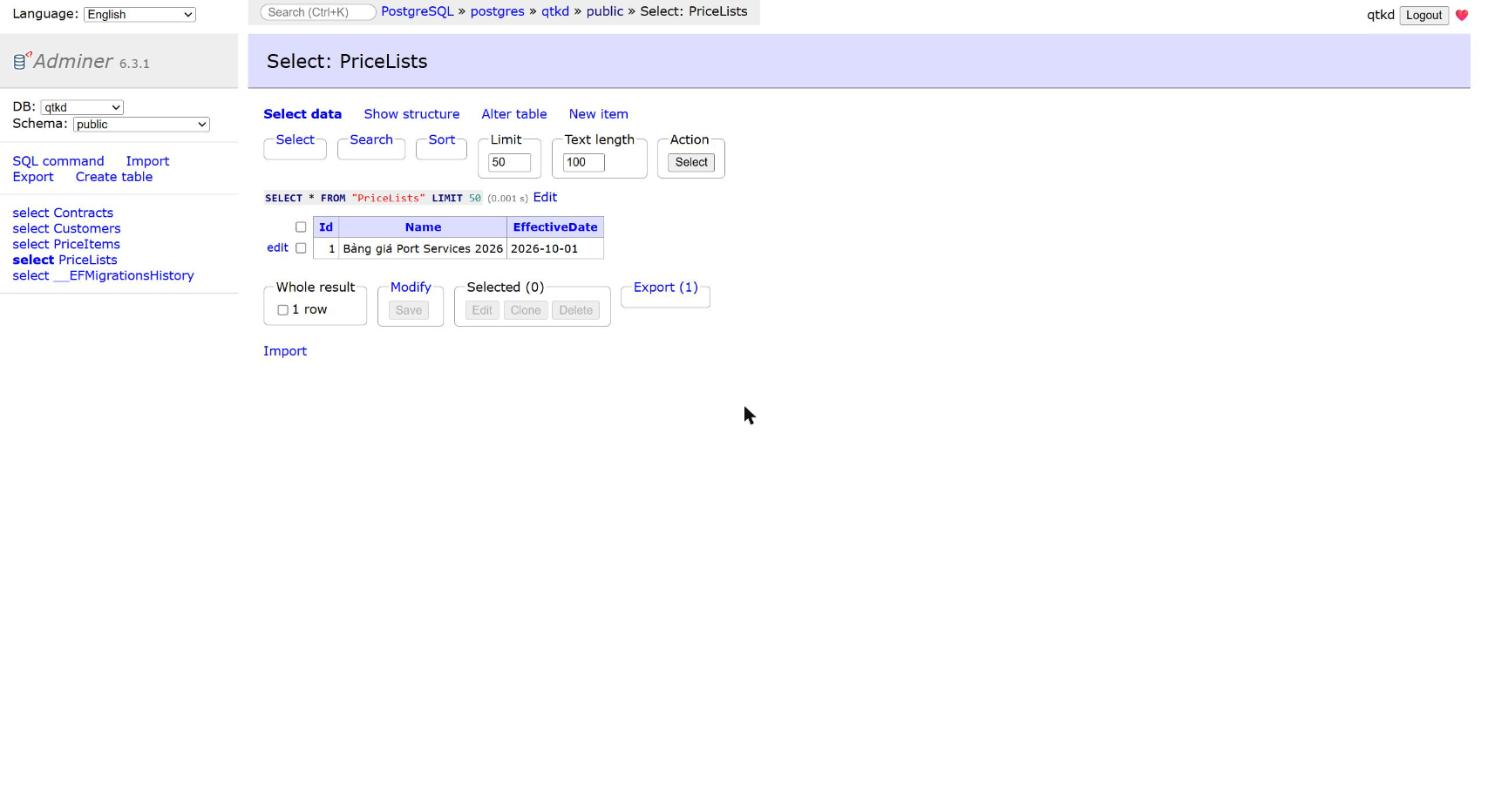 Language: English
Search (Ctrl+K) PostgreSQL » postgres » qtkd » public » Select: PriceLists
qtkd Logout
Adminer 6.3.1
Select: PriceLists
DB: qtkd
Schema: public
SQL command Import
Export Create table
select Contracts
select Customers
select PriceItems
select PriceLists
select __EFMigrationsHistory
Select data Show structure Alter table New item
Select Search Sort Limit Text length Action
50 100 Select
SELECT * FROM "PriceLists" LIMIT 50 (0.001 s) Edit
Id Name EffectiveDate
edit 1 Bảng giá Port Services 2026 2026-10-01
Whole result Modify Selected (0) Export (1)
1 row Save Edit Clone Delete
Import